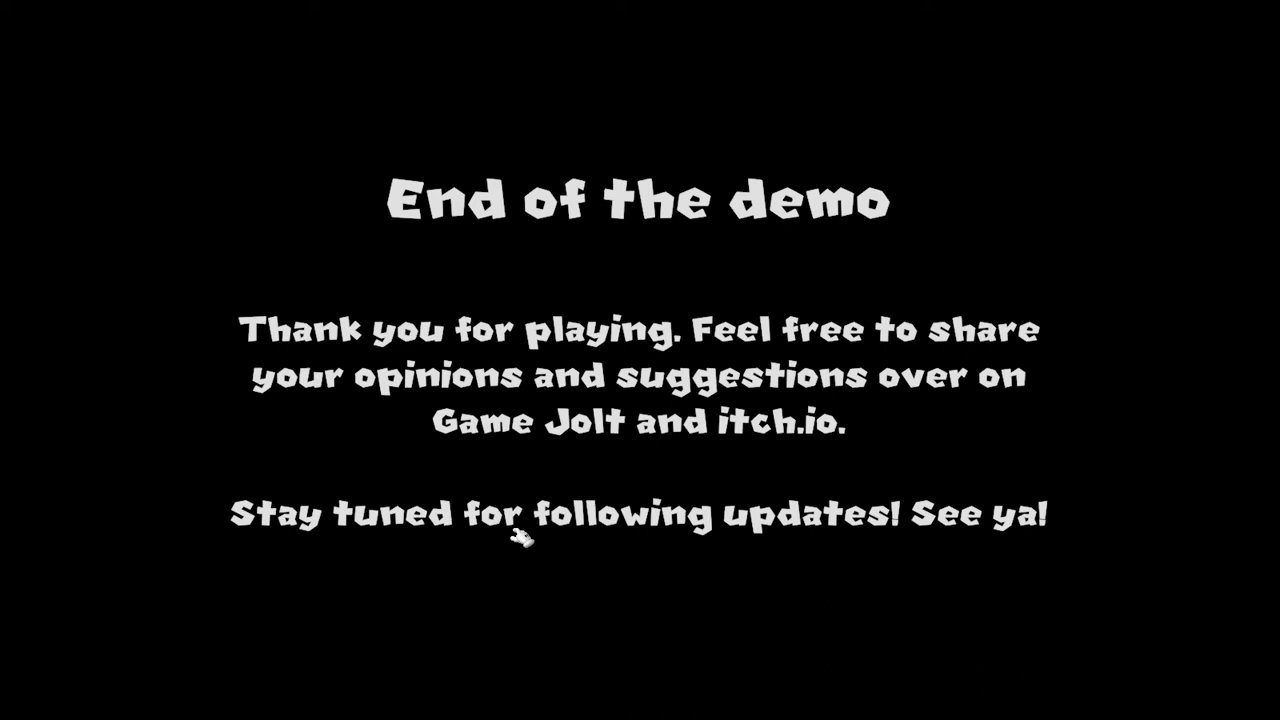 End of the demo
Thank you for playing. Feel free to share
your opinions and suggestions over on
Game Jolt and itch.io.
Stay tuned for following updates! See ya!